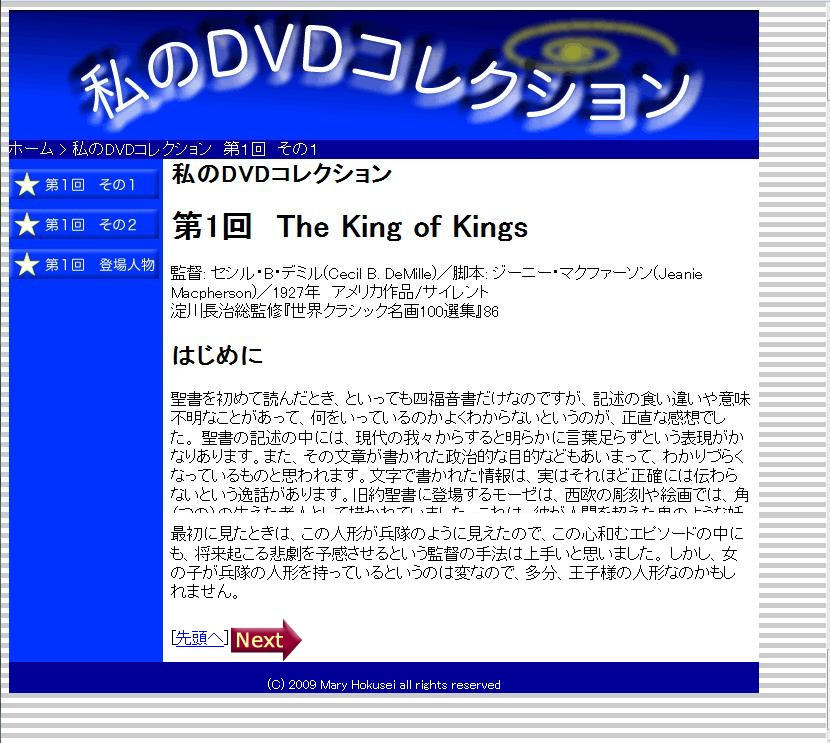 私のDVDコレクション
ホーム > 私のDVDコレクション　第1回　その1
第1回　その1
第1回　その2
第1回　登場人物
私のDVDコレクション
第1回　The King of Kings
監督: セシル・B・デミル(Cecil B. DeMille)／脚本: ジーニー・マクファーソン(Jeanie
Macpherson)／1927年　アメリカ作品/サイレント
淀川長治総監修『世界クラシック名画100選集』86
はじめに
聖書を初めて読んだとき、といっても四福音書だけなのですが、記述の食い違いや意味
不明なことがあって、何をいっているのかよくわからないというのが、正直な感想でし
た。 聖書の記述の中には、現代の我々からすると明らかに言葉足らずという表現がか
なりあります。また、その文章が書かれた政治的な目的などもあいまって、わかりづらく
なっているものと思われます。文字で書かれた情報は、実はそれほど正確には伝わら
ないという逸話があります。旧約聖書に登場するモーゼは、西欧の彫刻や絵画では、角
(つの)の生えた老人として描かれていました。これは、彼が人間を超えた鬼のような妖
最初に見たときは、この人形が兵隊のように見えたので、この心和むエピソードの中に
も、将来起こる悲劇を予感させるという監督の手法は上手いと思いました。 しかし、女
の子が兵隊の人形を持っているというのは変なので、多分、王子様の人形なのかもし
れません。
[先頭へ] Next
(C) 2009 Mary Hokusei all rights reserved